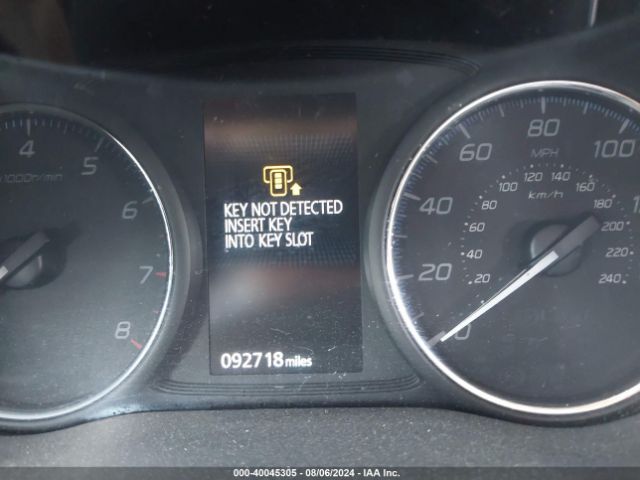 4 5 6 7 8
x1000r/min
KEY NOT DETECTED
INSERT KEY
INTO KEY SLOT
092718 miles
0 20 40 60 80 100
MPH
km/h
20 40 60 80 100 120 140 160 180 200 220 240
000-40045305 - 08/06/2024 - IAA Inc.